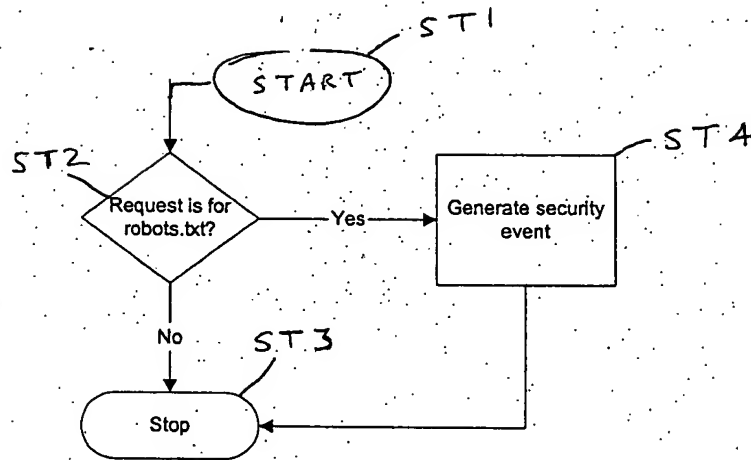 ST1
START
ST2
ST4
Request is for
robots.txt?
Yes
Generate security
event
No
ST3
Stop